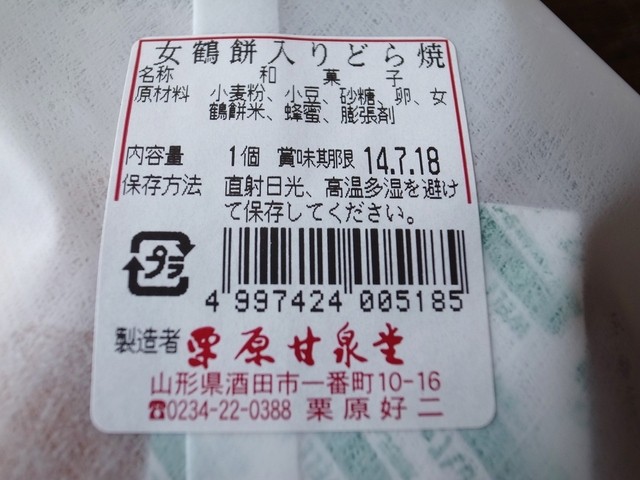 女鶴餅入りどら焼
名称 和菓子
原材料 小麦粉、小豆、砂糖 卵、女
鶴餅米、蜂蜜、膨張剤
内容量 1個 賞味期限 14.7.18
保存方法 直射日光、高温多湿を避け
て保存してください。
プラ
4 997424 005185
製造者 栗原甘泉堂
山形県酒田市一番町10-16
☎0234-22-0388 栗原好二